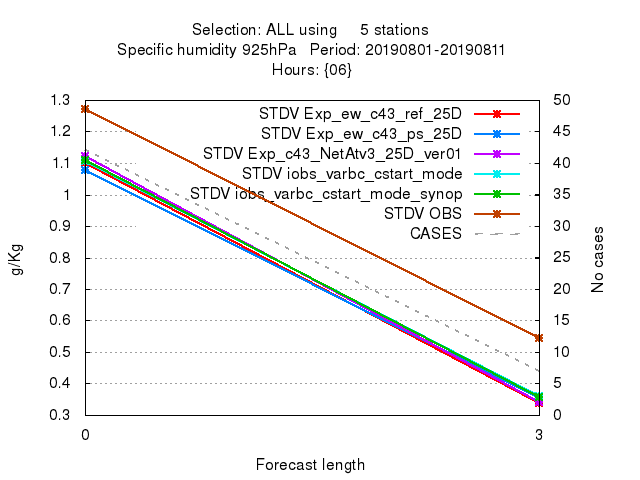 Selection: ALL using     5 stations
Specific humidity 925hPa   Period: 20190801-20190811
Hours: {06}
STDV Exp_ew_c43_ref_25D
STDV Exp_ew_c43_ps_25D
STDV Exp_c43_NetAtv3_25D_ver01
STDV iobs_varbc_cstart_mode
STDV iobs_varbc_cstart_mode_synop
STDV OBS
CASES
1.3
1.2
1.1
1
0.9
0.8
0.7
0.6
0.5
0.4
0.3
g/Kg
50
45
40
35
30
25
20
15
10
5
0
No cases
0
3
Forecast length